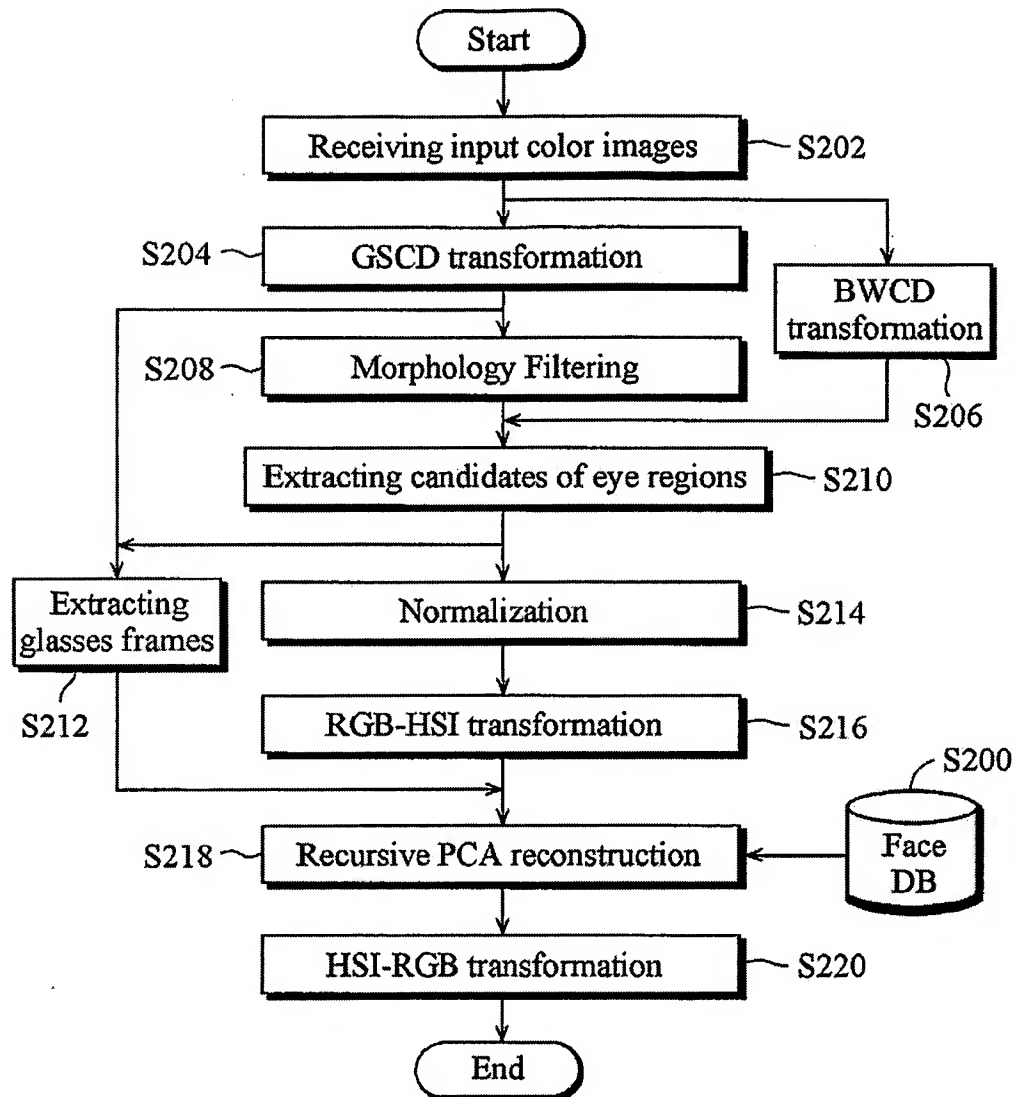 Start
Receiving input color images
S202
S204
GSCD transformation
BWCD
transformation
S206
S208
Morphology Filtering
Extracting candidates of eye regions
S210
Extracting
glasses frames
S212
Normalization
S214
RGB-HSI transformation
S216
S200
Face
DB
S218
Recursive PCA reconstruction
HSI-RGB transformation
S220
End